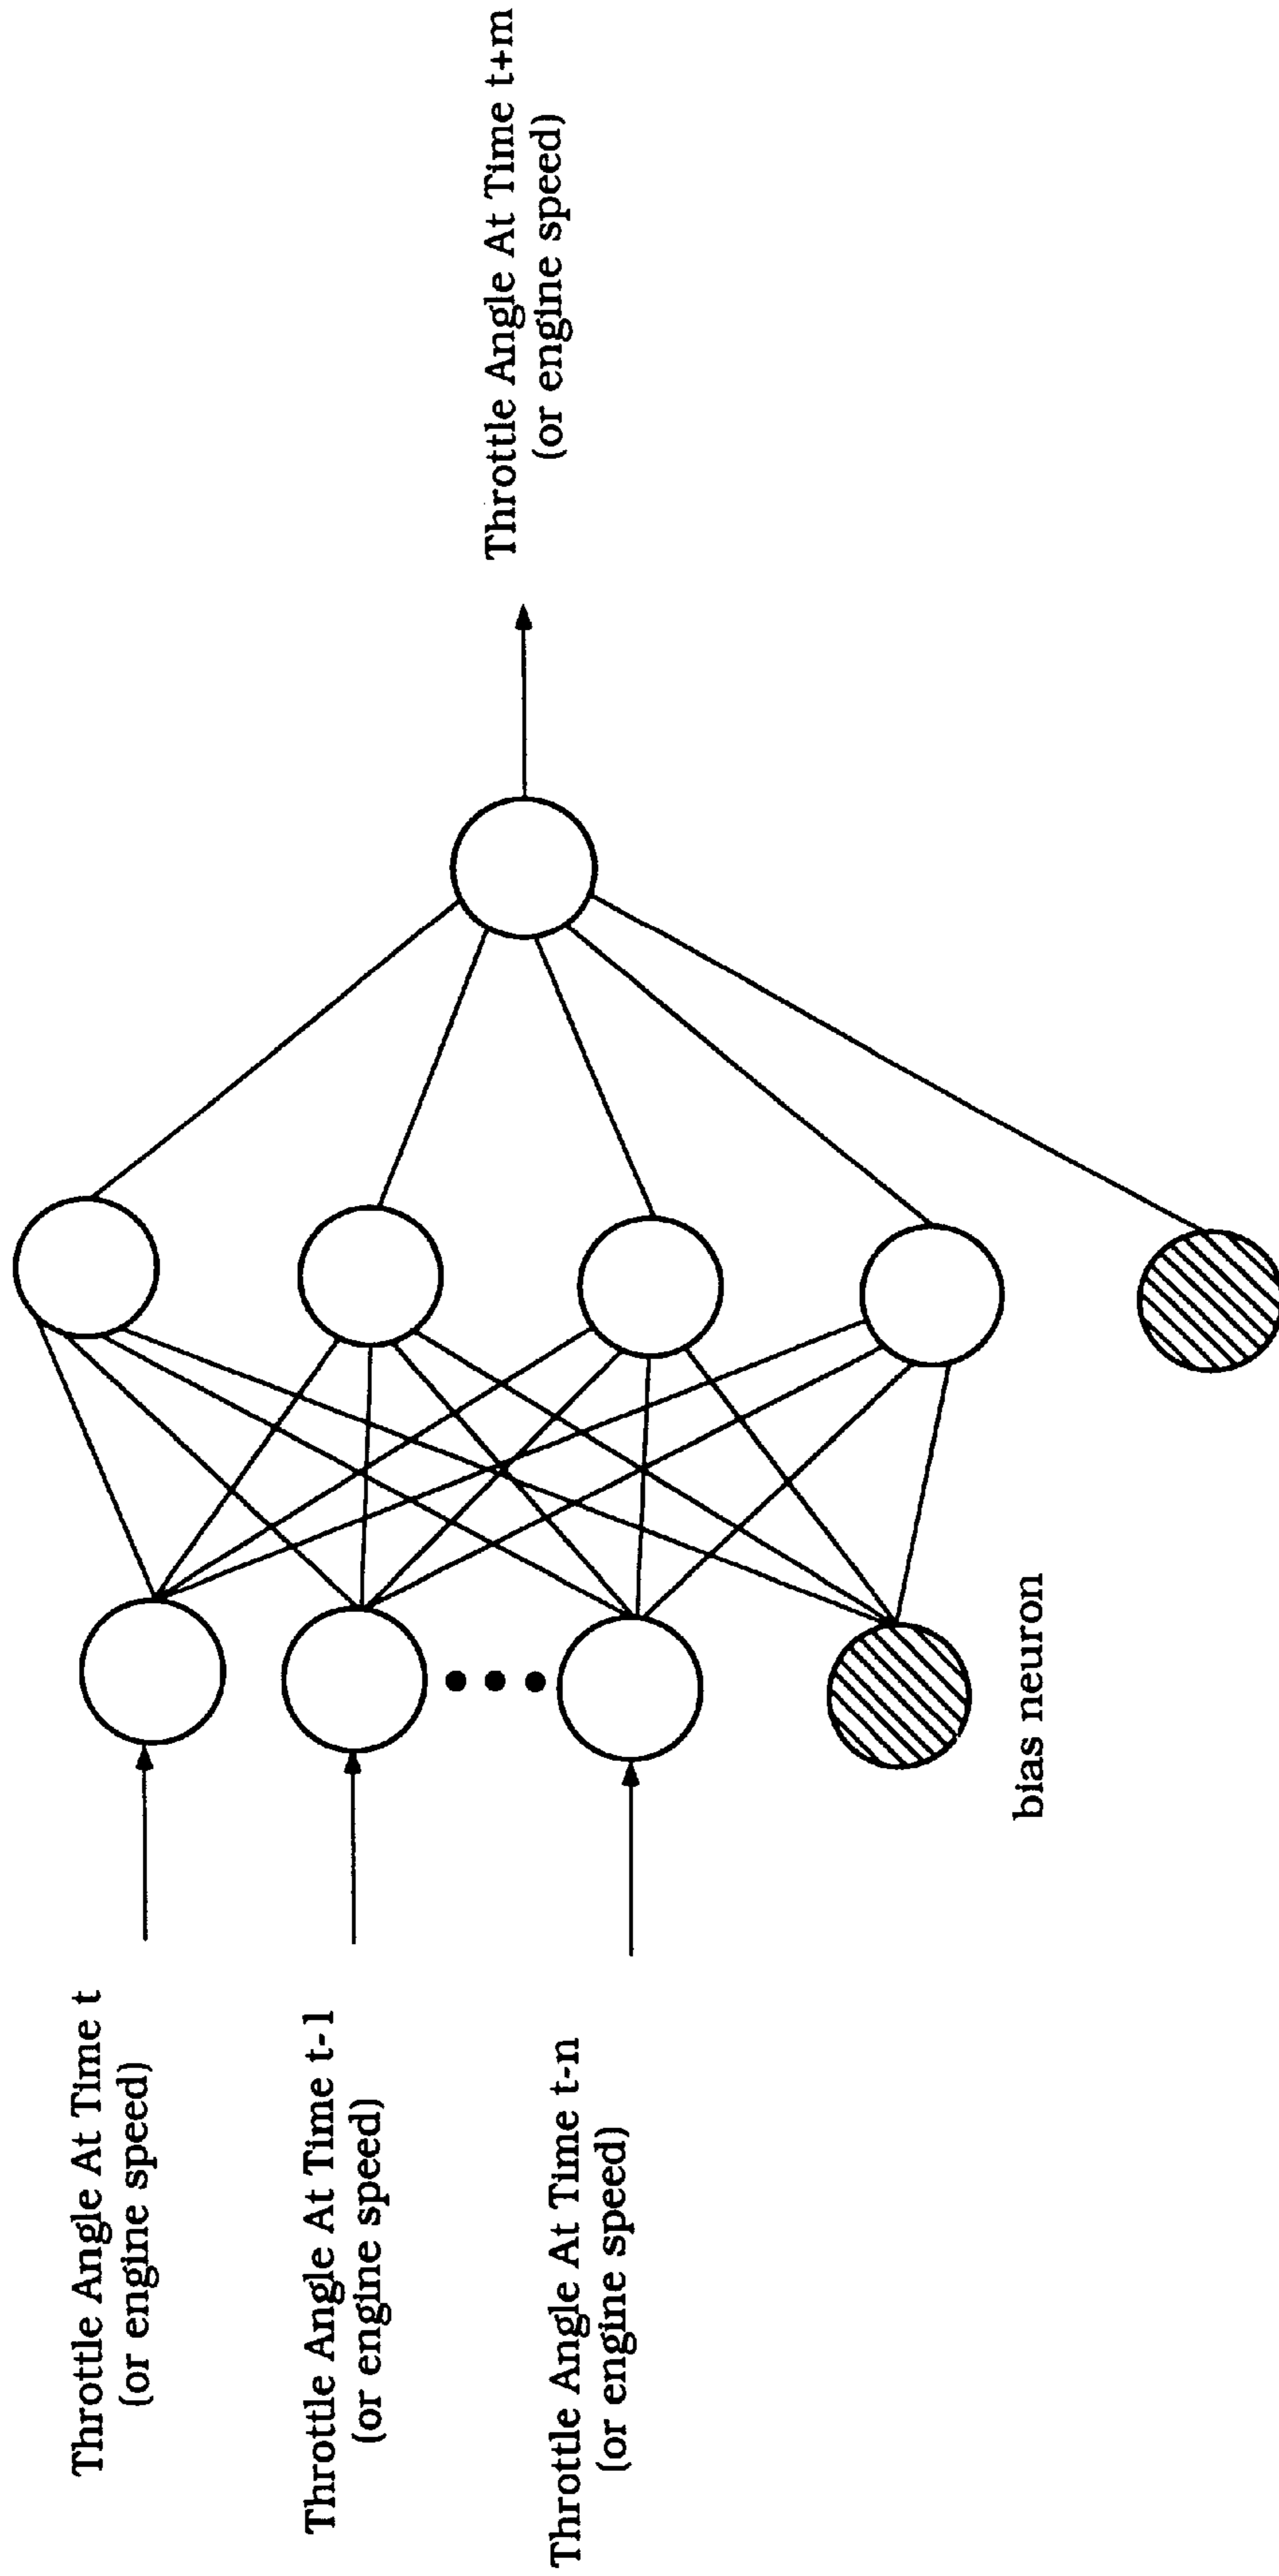 Throttle Angle At Time t
(or engine speed)
Throttle Angle At Time t-1
(or engine speed)
Throttle Angle At Time t-n
(or engine speed)
bias neuron
Throttle Angle At Time t+m
(or engine speed)